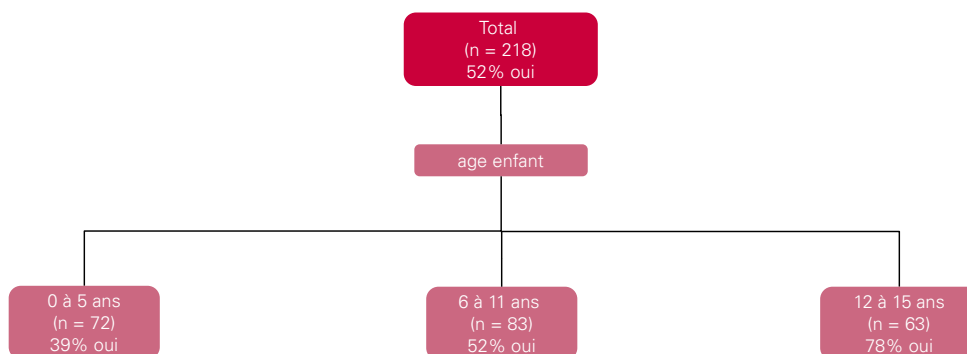 Total
(n = 218)
52% oui
age enfant
0 à 5 ans
(n = 72)
39% oui
6 à 11 ans
(n = 83)
52% oui
12 à 15 ans
(n = 63)
78% oui